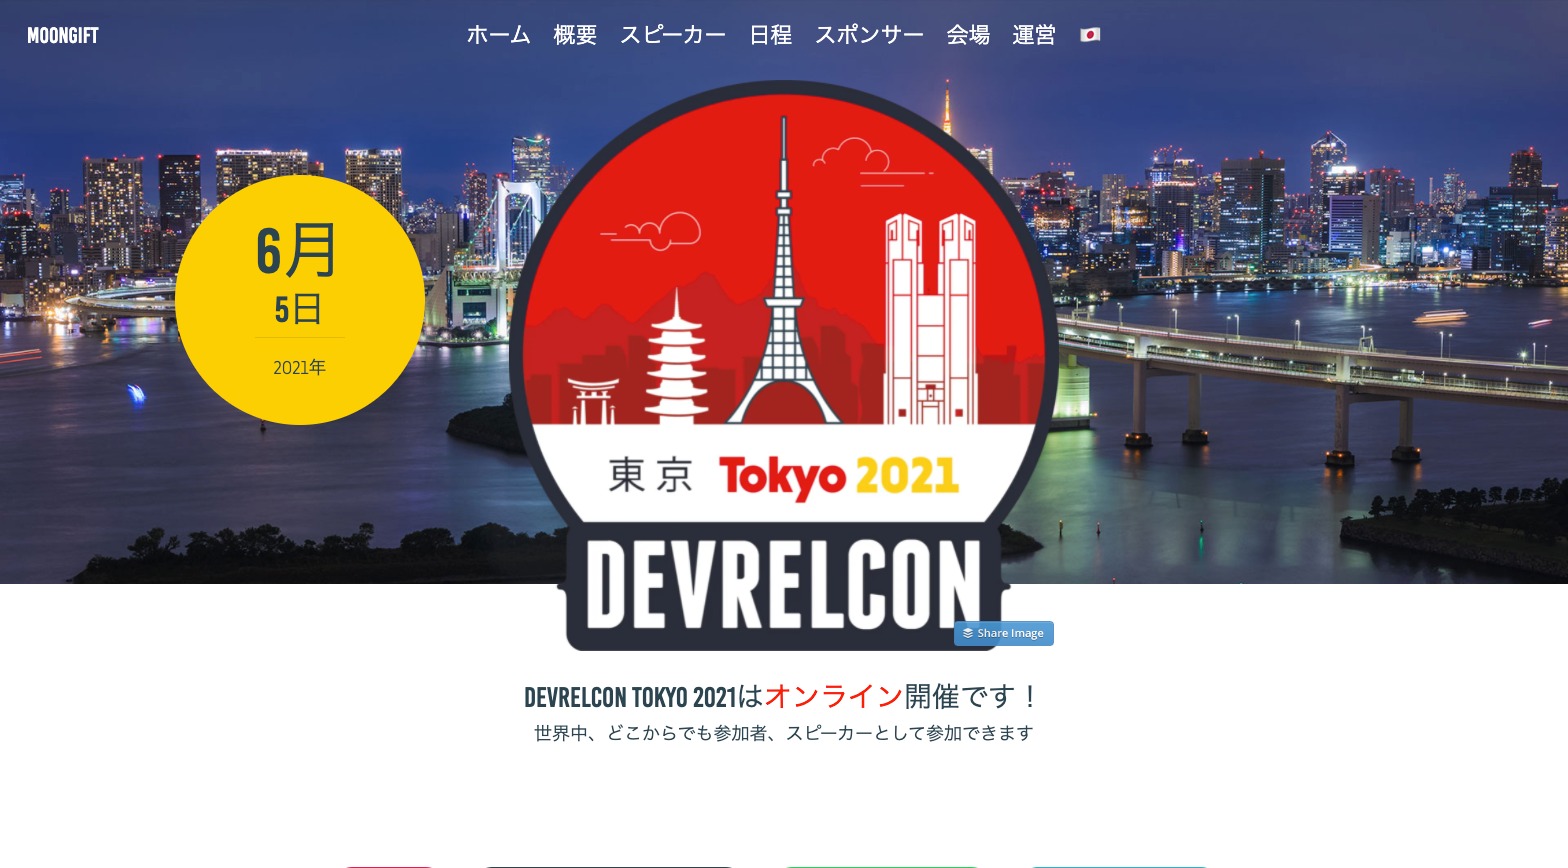 MOONGIFT
ホーム 概要 スピーカー 日程 スポンサー 会場 運営
6月
5日
2021年
東京 Tokyo 2021
DEVRELCON
Share Image
DEVRELCON TOKYO 2021はオンライン開催です！
世界中、どこからでも参加者、スピーカーとして参加できます